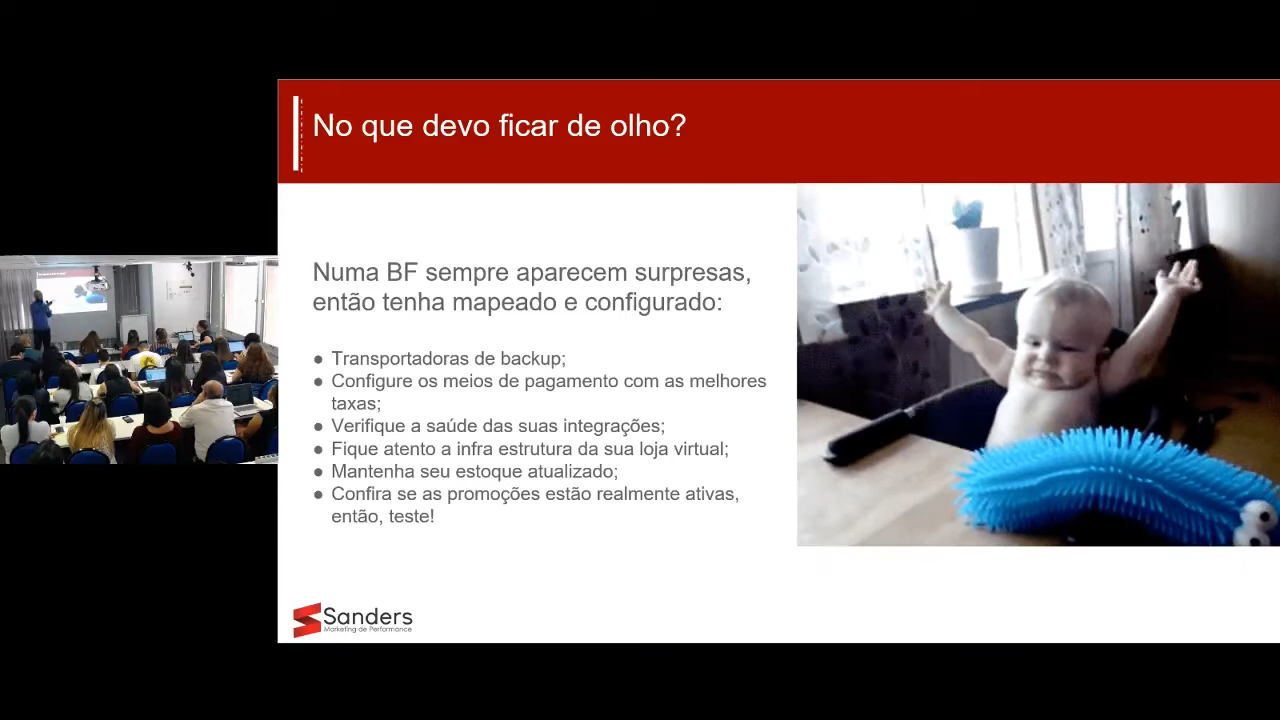 No que devo ficar de olho?
Numa BF sempre aparecem surpresas,
então tenha mapeado e configurado:
● Transportadoras de backup;
● Configure os meios de pagamento com as melhores
taxas;
● Verifique a saúde das suas integrações;
● Fique atento a infra estrutura da sua loja virtual;
● Mantenha seu estoque atualizado;
● Confira se as promoções estão realmente ativas,
então, teste!
Sanders
Marketing de Performance